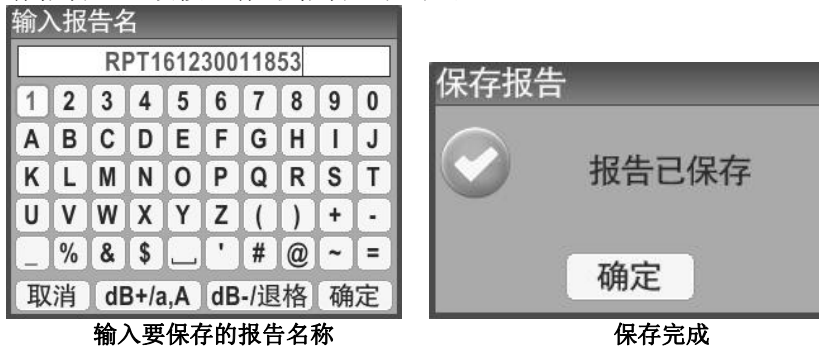 输入报告名
RPT161230011853
1 2 3 4 5 6 7 8 9 0
A B C D E F G H I J
K L M N O P Q R S T
U V W X Y Z ( ) + -
_ % & $ ⎵ ' # @ ~ =
取消 dB+/a,A dB-/退格 确定
输入要保存的报告名称
保存报告
报告已保存
确定
保存完成